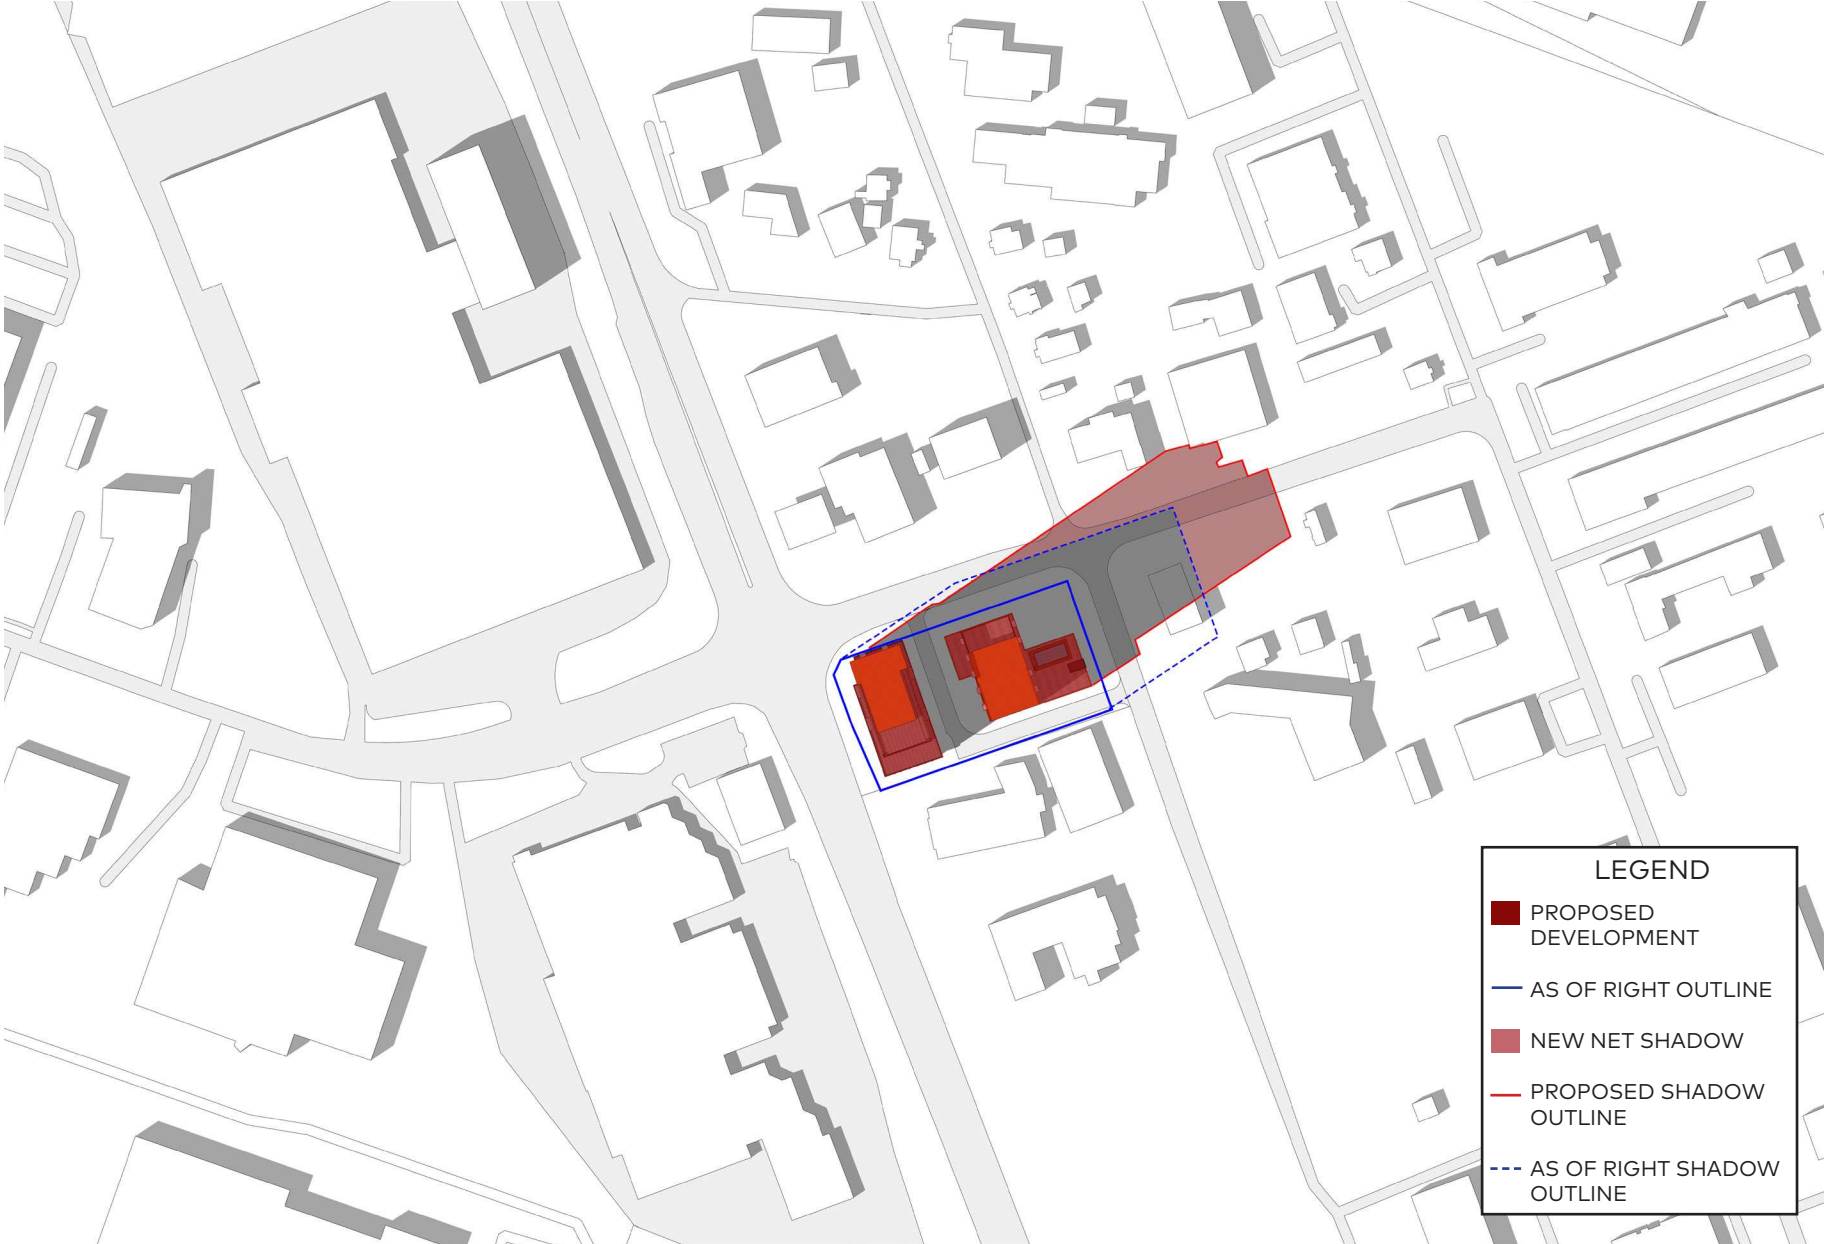 LEGEND
PROPOSED
DEVELOPMENT
AS OF RIGHT OUTLINE
NEW NET SHADOW
PROPOSED SHADOW
OUTLINE
AS OF RIGHT SHADOW
OUTLINE